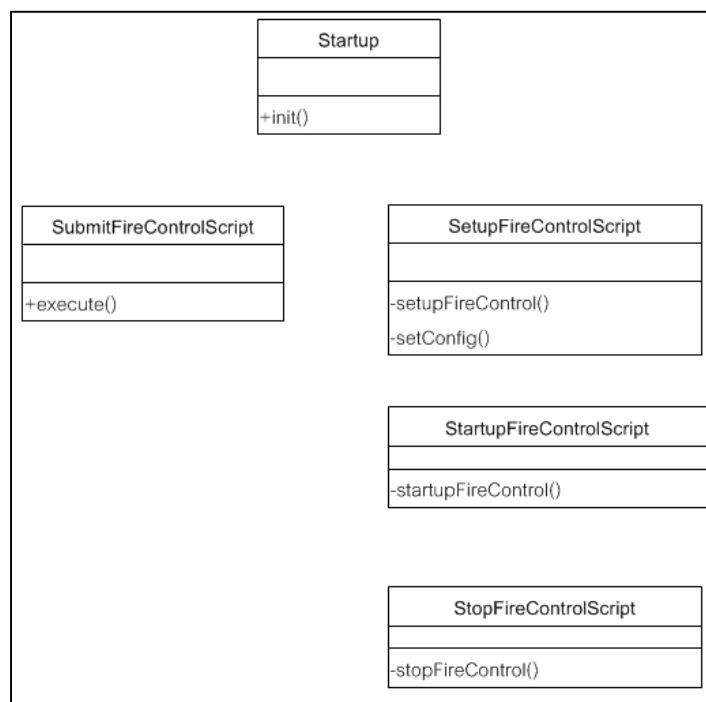 Startup
+init()
SubmitFireControlScript
+execute()
SetupFireControlScript
-setupFireControl()
-setConfig()
StartupFireControlScript
-startupFireControl()
StopFireControlScript
-stopFireControl()